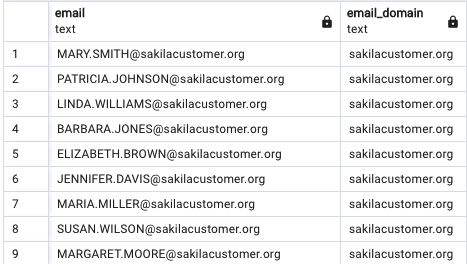 email email_domain
text text
1 MARY.SMITH@sakilacustomer.org sakilacustomer.org
2 PATRICIA.JOHNSON@sakilacustomer.org sakilacustomer.org
3 LINDA.WILLIAMS@sakilacustomer.org sakilacustomer.org
4 BARBARA.JONES@sakilacustomer.org sakilacustomer.org
5 ELIZABETH.BROWN@sakilacustomer.org sakilacustomer.org
6 JENNIFER.DAVIS@sakilacustomer.org sakilacustomer.org
7 MARIA.MILLER@sakilacustomer.org sakilacustomer.org
8 SUSAN.WILSON@sakilacustomer.org sakilacustomer.org
9 MARGARET.MOORE@sakilacustomer.org sakilacustomer.org